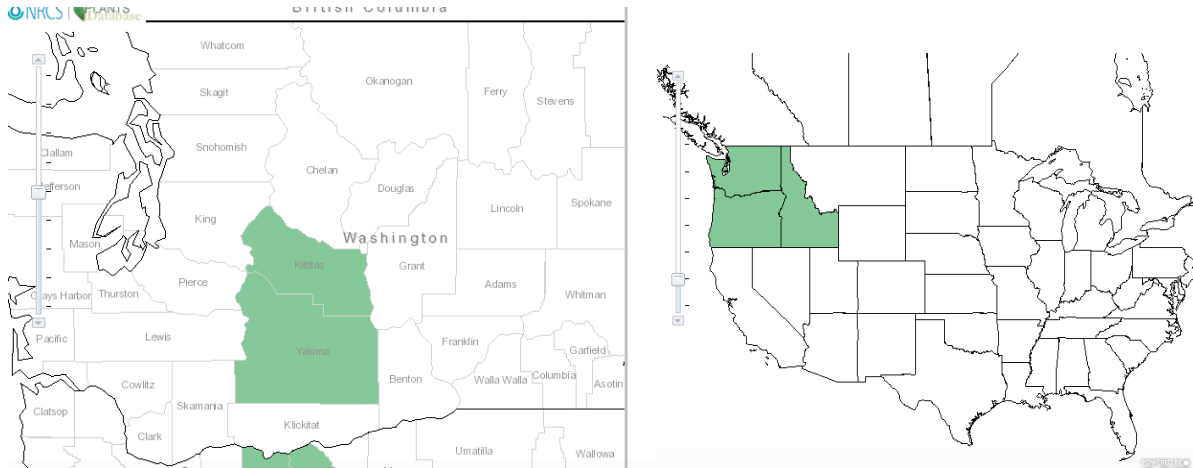 NRCS
PLANTS
Database
British Columbia
Whatcom
Okanogan
Ferry
Stevens
Skagit
Snohomish
Clallam
Chelan
Jefferson
Douglas
Lincoln
Spokane
King
Washington
Mason
Kittitas
Grant
Pierce
Adams
Grays Harbor
Thurston
Whitman
Pacific
Lewis
Franklin
Garfield
Yakima
Benton
Walla Walla
Columbia
Asotin
Cowlitz
Skamania
Clatsop
Klickitat
Clark
Umatilla
Wallowa
POWERED BY